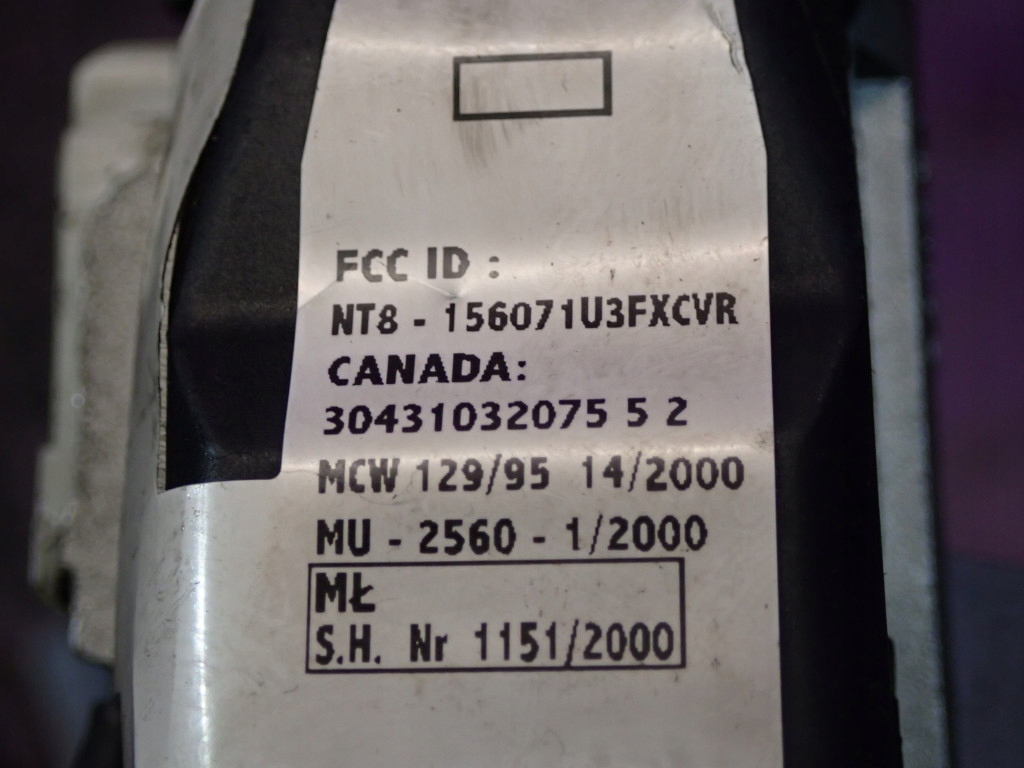 FCC ID :
NT8 - 156071U3FXCVR
CANADA:
30431032075 5 2
MCW 129/95 14/2000
MU - 2560 - 1/2000
MŁ
S.H. Nr 1151/2000